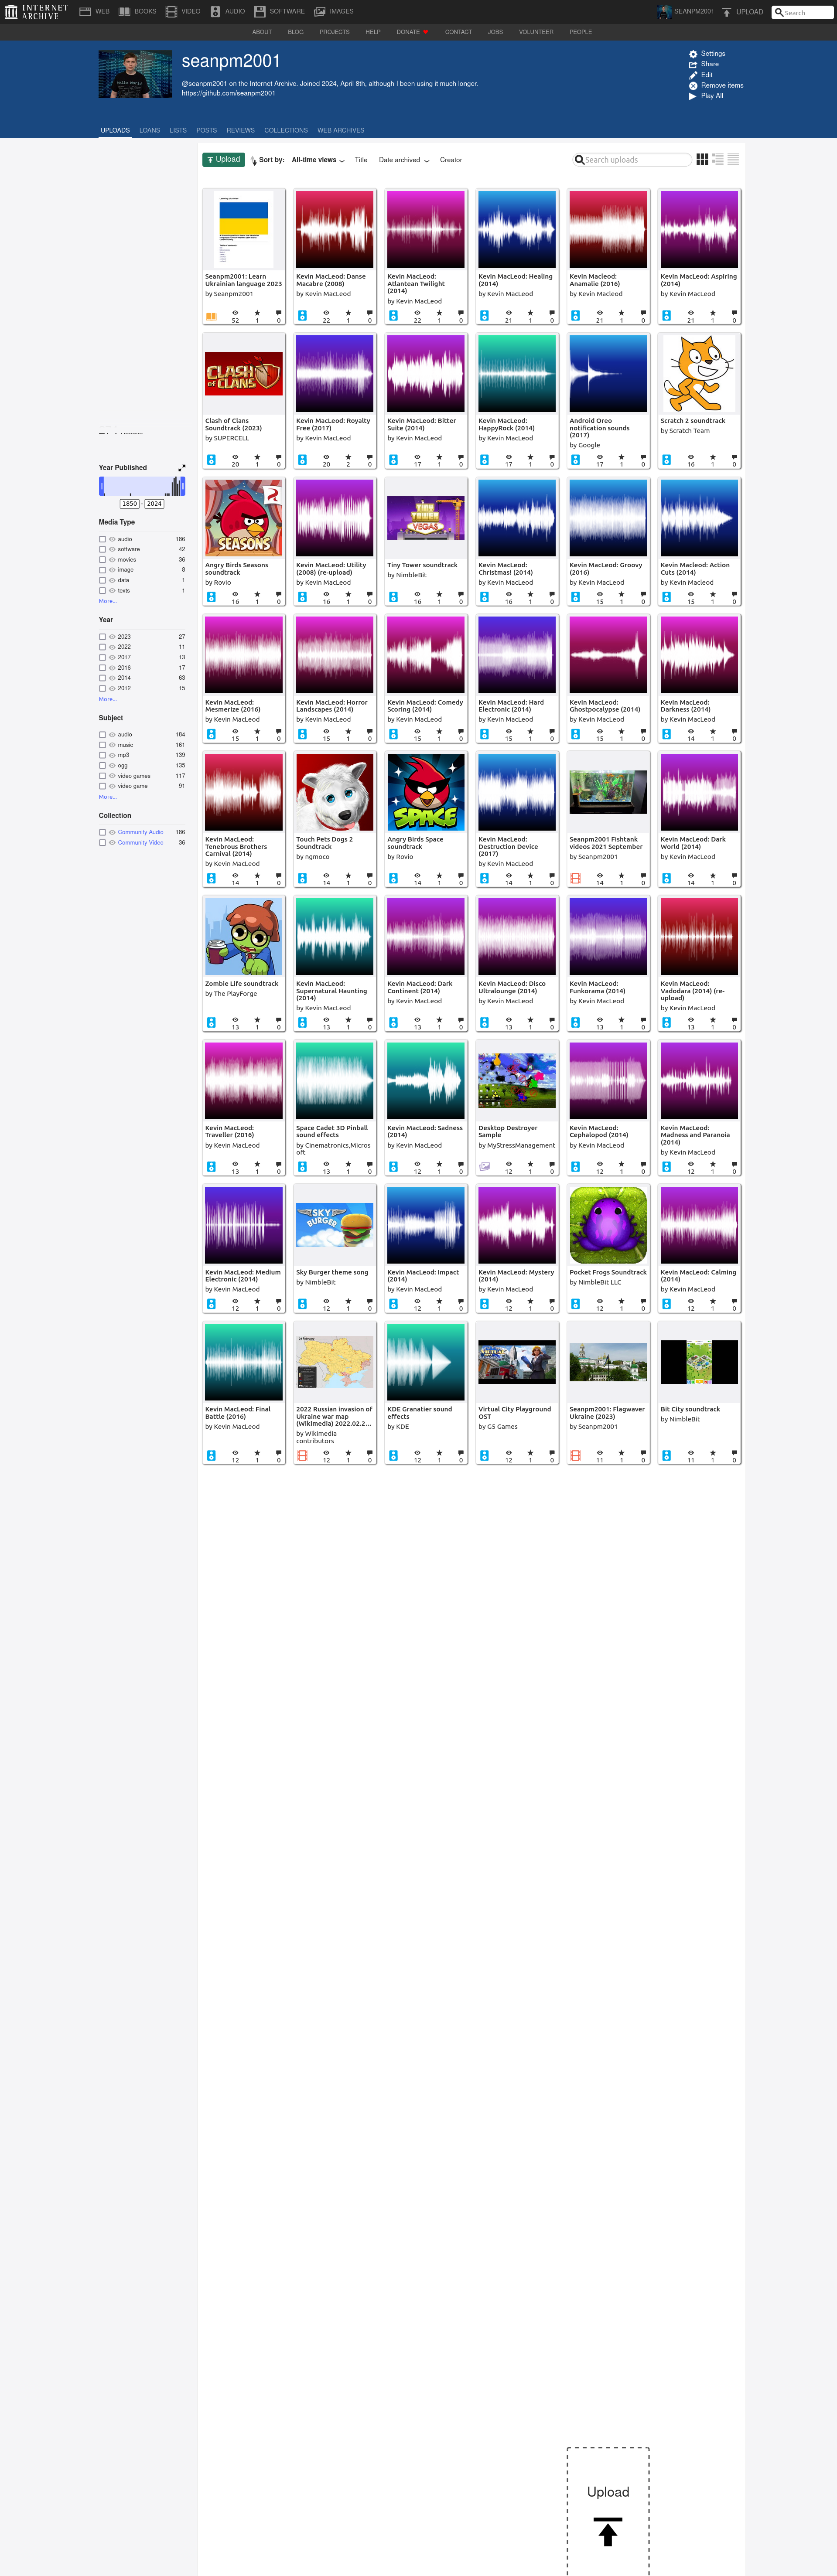 INTERNET ARCHIVE
WEB BOOKS VIDEO AUDIO SOFTWARE IMAGES
SEANPM2001 UPLOAD Search
ABOUT BLOG PROJECTS HELP DONATE CONTACT JOBS VOLUNTEER PEOPLE
seanpm2001
@seanpm2001 on the Internet Archive. Joined 2024, April 8th, although I been using it much longer.
https://github.com/seanpm2001
Settings
Share
Edit
Remove items
Play All
UPLOADS LOANS LISTS POSTS REVIEWS COLLECTIONS WEB ARCHIVES
Upload Sort by: All-time views Title Date archived Creator Search uploads
Year Published
1850 - 2024
Media Type
audio 186
software 42
movies 36
image 8
data 1
texts 1
More...
Year
2023 27
2022 11
2017 13
2016 17
2014 63
2012 15
More...
Subject
audio 184
music 161
mp3 139
ogg 135
video games 117
video game 91
More...
Collection
Community Audio 186
Community Video 36
Seanpm2001: Learn
Ukrainian language 2023
by Seanpm2001
52 1 0
Kevin MacLeod: Danse
Macabre (2008)
by Kevin MacLeod
22 1 0
Kevin MacLeod:
Atlantean Twilight
(2014)
by Kevin MacLeod
22 1 0
Kevin MacLeod: Healing
(2014)
by Kevin MacLeod
21 1 0
Kevin Macleod:
Anamalie (2016)
by Kevin Macleod
21 1 0
Kevin MacLeod: Aspiring
(2014)
by Kevin MacLeod
21 1 0
CLASH of CLANS
Clash of Clans
Soundtrack (2023)
by SUPERCELL
20 1 0
Kevin MacLeod: Royalty
Free (2017)
by Kevin MacLeod
20 2 0
Kevin MacLeod: Bitter
Suite (2014)
by Kevin MacLeod
17 1 0
Kevin MacLeod:
HappyRock (2014)
by Kevin MacLeod
17 1 0
Android Oreo
notification sounds
(2017)
by Google
17 1 0
Scratch 2 soundtrack
by Scratch Team
16 1 0
SEASONS
Angry Birds Seasons
soundtrack
by Rovio
16 1 0
Kevin MacLeod: Utility
(2008) (re-upload)
by Kevin MacLeod
16 1 0
TINY TOWER VEGAS
Tiny Tower soundtrack
by NimbleBit
16 1 0
Kevin MacLeod:
Christmas! (2014)
by Kevin MacLeod
16 1 0
Kevin MacLeod: Groovy
(2016)
by Kevin MacLeod
15 1 0
Kevin Macleod: Action
Cuts (2014)
by Kevin Macleod
15 1 0
Kevin MacLeod:
Mesmerize (2016)
by Kevin MacLeod
15 1 0
Kevin MacLeod: Horror
Landscapes (2014)
by Kevin MacLeod
15 1 0
Kevin MacLeod: Comedy
Scoring (2014)
by Kevin MacLeod
15 1 0
Kevin MacLeod: Hard
Electronic (2014)
by Kevin MacLeod
15 1 0
Kevin MacLeod:
Ghostpocalypse (2014)
by Kevin MacLeod
15 1 0
Kevin MacLeod:
Darkness (2014)
by Kevin MacLeod
14 1 0
Kevin MacLeod:
Tenebrous Brothers
Carnival (2014)
by Kevin MacLeod
14 1 0
Touch Pets Dogs 2
Soundtrack
by ngmoco
14 1 0
SPACE
Angry Birds Space
soundtrack
by Rovio
14 1 0
Kevin MacLeod:
Destruction Device
(2017)
by Kevin MacLeod
14 1 0
Seanpm2001 Fishtank
videos 2021 September
by Seanpm2001
14 1 0
Kevin MacLeod: Dark
World (2014)
by Kevin MacLeod
14 1 0
Zombie Life soundtrack
by The PlayForge
13 1 0
Kevin MacLeod:
Supernatural Haunting
(2014)
by Kevin MacLeod
13 1 0
Kevin MacLeod: Dark
Continent (2014)
by Kevin MacLeod
13 1 0
Kevin MacLeod: Disco
Ultralounge (2014)
by Kevin MacLeod
13 1 0
Kevin MacLeod:
Funkorama (2014)
by Kevin MacLeod
13 1 0
Kevin MacLeod:
Vadodara (2014) (re-
upload)
by Kevin MacLeod
13 1 0
Kevin MacLeod:
Traveller (2016)
by Kevin MacLeod
13 1 0
Space Cadet 3D Pinball
sound effects
by Cinematronics,Micros
oft
13 1 0
Kevin MacLeod: Sadness
(2014)
by Kevin MacLeod
12 1 0
Desktop Destroyer
Sample
by MyStressManagement
12 1 0
Kevin MacLeod:
Cephalopod (2014)
by Kevin MacLeod
12 1 0
Kevin MacLeod:
Madness and Paranoia
(2014)
by Kevin MacLeod
12 1 0
Kevin MacLeod: Medium
Electronic (2014)
by Kevin MacLeod
12 1 0
SKY BURGER
Sky Burger theme song
by NimbleBit
12 1 0
Kevin MacLeod: Impact
(2014)
by Kevin MacLeod
12 1 0
Kevin MacLeod: Mystery
(2014)
by Kevin MacLeod
12 1 0
Pocket Frogs Soundtrack
by NimbleBit LLC
12 1 0
Kevin MacLeod: Calming
(2014)
by Kevin MacLeod
12 1 0
Kevin MacLeod: Final
Battle (2016)
by Kevin MacLeod
12 1 0
2022 Russian invasion of
Ukraine war map
(Wikimedia) 2022.02.2...
by Wikimedia
contributors
12 1 0
KDE Granatier sound
effects
by KDE
12 1 0
Virtual City Playground
OST
by G5 Games
12 1 0
Seanpm2001: Flagwaver
Ukraine (2023)
by Seanpm2001
11 1 0
Bit City soundtrack
by NimbleBit
11 1 0
Upload